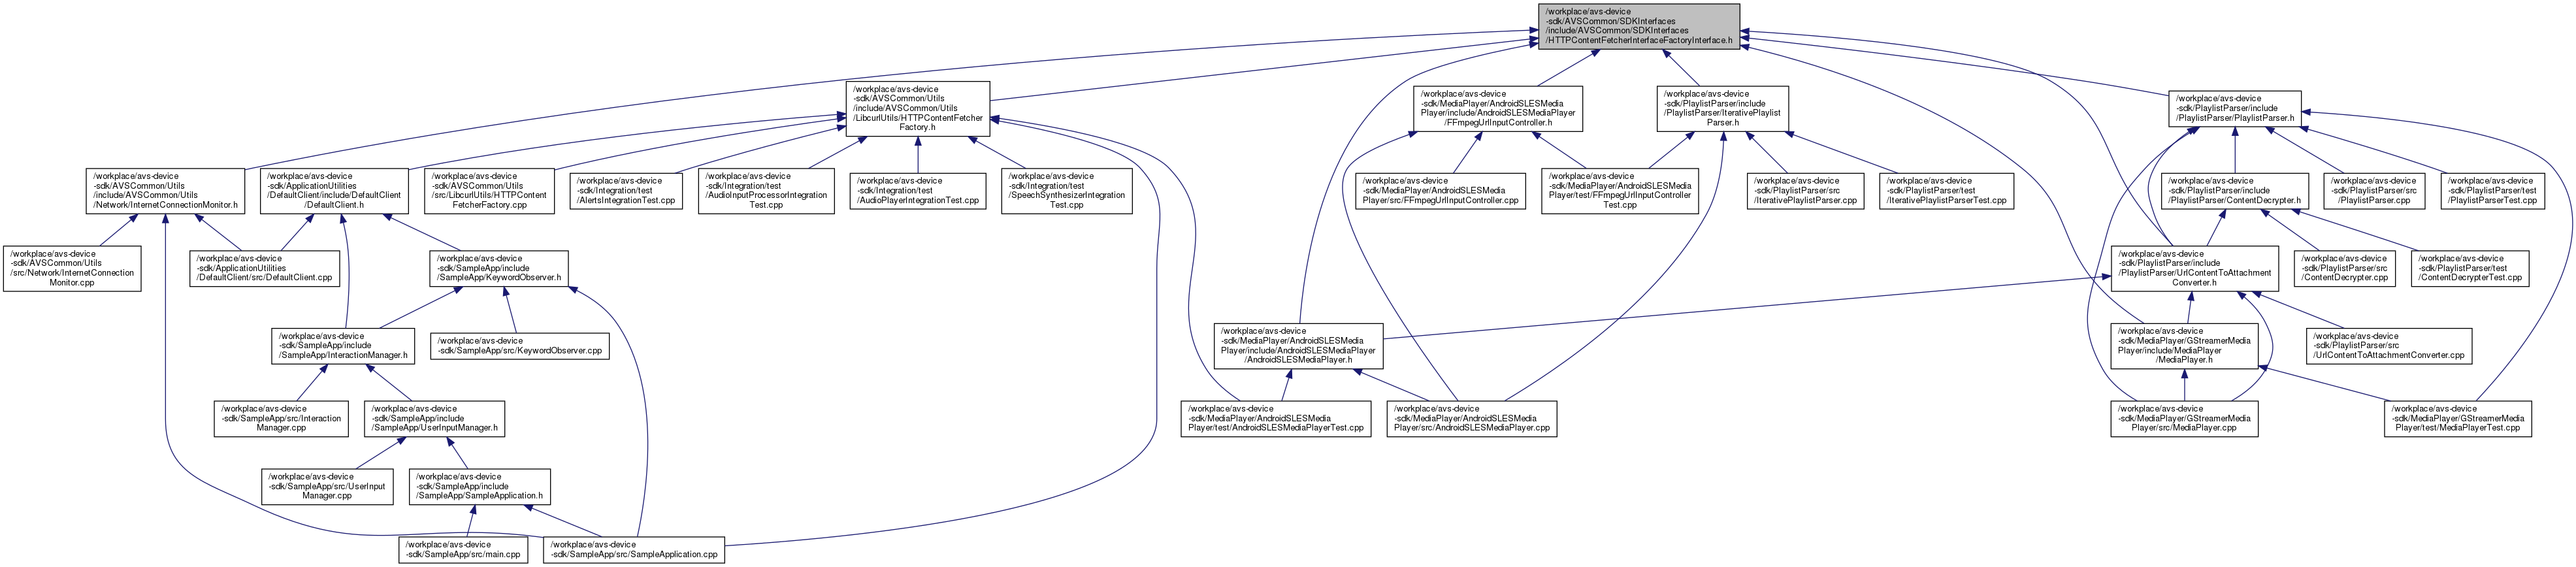 /workplace/avs-device
-sdk/AVSCommon/SDKInterfaces
/include/AVSCommon/SDKInterfaces
/HTTPContentFetcherInterfaceFactoryInterface.h
/workplace/avs-device
-sdk/AVSCommon/Utils
/include/AVSCommon/Utils
/LibcurlUtils/HTTPContentFetcher
Factory.h
/workplace/avs-device
-sdk/MediaPlayer/AndroidSLESMedia
Player/include/AndroidSLESMediaPlayer
/FFmpegUrlInputController.h
/workplace/avs-device
-sdk/PlaylistParser/include
/PlaylistParser/IterativePlaylist
Parser.h
/workplace/avs-device
-sdk/PlaylistParser/include
/PlaylistParser/PlaylistParser.h
/workplace/avs-device
-sdk/AVSCommon/Utils
/include/AVSCommon/Utils
/Network/InternetConnectionMonitor.h
/workplace/avs-device
-sdk/ApplicationUtilities
/DefaultClient/include/DefaultClient
/DefaultClient.h
/workplace/avs-device
-sdk/AVSCommon/Utils
/src/LibcurlUtils/HTTPContent
FetcherFactory.cpp
/workplace/avs-device
-sdk/Integration/test
/AlertsIntegrationTest.cpp
/workplace/avs-device
-sdk/Integration/test
/AudioInputProcessorIntegration
Test.cpp
/workplace/avs-device
-sdk/Integration/test
/AudioPlayerIntegrationTest.cpp
/workplace/avs-device
-sdk/Integration/test
/SpeechSynthesizerIntegration
Test.cpp
/workplace/avs-device
-sdk/MediaPlayer/AndroidSLESMedia
Player/src/FFmpegUrlInputController.cpp
/workplace/avs-device
-sdk/MediaPlayer/AndroidSLESMedia
Player/test/FFmpegUrlInputController
Test.cpp
/workplace/avs-device
-sdk/PlaylistParser/src
/IterativePlaylistParser.cpp
/workplace/avs-device
-sdk/PlaylistParser/test
/IterativePlaylistParserTest.cpp
/workplace/avs-device
-sdk/PlaylistParser/include
/PlaylistParser/ContentDecrypter.h
/workplace/avs-device
-sdk/PlaylistParser/src
/PlaylistParser.cpp
/workplace/avs-device
-sdk/PlaylistParser/test
/PlaylistParserTest.cpp
/workplace/avs-device
-sdk/AVSCommon/Utils
/src/Network/InternetConnection
Monitor.cpp
/workplace/avs-device
-sdk/ApplicationUtilities
/DefaultClient/src/DefaultClient.cpp
/workplace/avs-device
-sdk/SampleApp/include
/SampleApp/KeywordObserver.h
/workplace/avs-device
-sdk/PlaylistParser/include
/PlaylistParser/UrlContentToAttachment
Converter.h
/workplace/avs-device
-sdk/PlaylistParser/src
/ContentDecrypter.cpp
/workplace/avs-device
-sdk/PlaylistParser/test
/ContentDecrypterTest.cpp
/workplace/avs-device
-sdk/SampleApp/include
/SampleApp/InteractionManager.h
/workplace/avs-device
-sdk/SampleApp/src/KeywordObserver.cpp
/workplace/avs-device
-sdk/MediaPlayer/AndroidSLESMedia
Player/include/AndroidSLESMediaPlayer
/AndroidSLESMediaPlayer.h
/workplace/avs-device
-sdk/MediaPlayer/GStreamerMedia
Player/include/MediaPlayer
/MediaPlayer.h
/workplace/avs-device
-sdk/PlaylistParser/src
/UrlContentToAttachmentConverter.cpp
/workplace/avs-device
-sdk/SampleApp/src/Interaction
Manager.cpp
/workplace/avs-device
-sdk/SampleApp/include
/SampleApp/UserInputManager.h
/workplace/avs-device
-sdk/MediaPlayer/AndroidSLESMedia
Player/test/AndroidSLESMediaPlayerTest.cpp
/workplace/avs-device
-sdk/MediaPlayer/AndroidSLESMedia
Player/src/AndroidSLESMediaPlayer.cpp
/workplace/avs-device
-sdk/MediaPlayer/GStreamerMedia
Player/src/MediaPlayer.cpp
/workplace/avs-device
-sdk/MediaPlayer/GStreamerMedia
Player/test/MediaPlayerTest.cpp
/workplace/avs-device
-sdk/SampleApp/src/UserInput
Manager.cpp
/workplace/avs-device
-sdk/SampleApp/include
/SampleApp/SampleApplication.h
/workplace/avs-device
-sdk/SampleApp/src/main.cpp
/workplace/avs-device
-sdk/SampleApp/src/SampleApplication.cpp